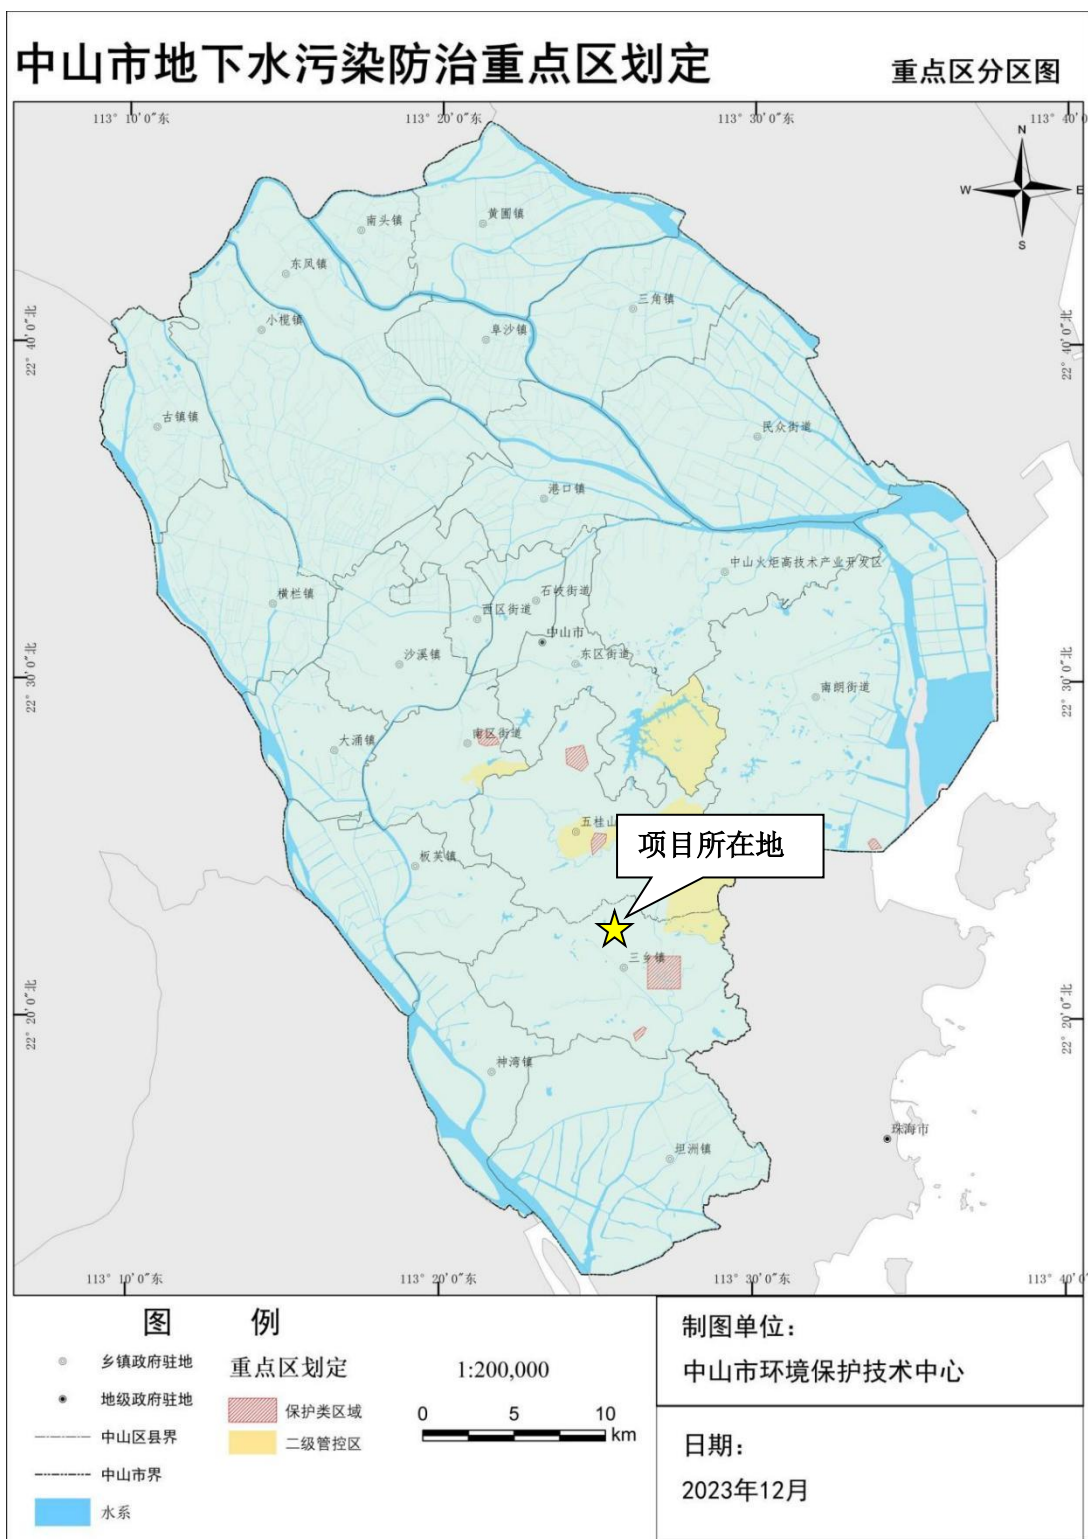 中山市地下水污染防治重点区划定
重点区分区图
113° 10'0"东
113° 20'0"东
113° 30'0"东
113° 40'0
N
W
E
S
南头镇
黄圃镇
东凤镇
三角镇
小榄镇
阜沙镇
22° 40'0"北
22° 40'0"北
古镇镇
民众街道
港口镇
中山火炬高技术产业开发区
横栏镇
石岐街道
西区街道
中山市
沙溪镇
东区街道
22° 30'0"北
22° 30'0"北
南朗街道
南区街道
大涌镇
五桂山
项目所在地
板芙镇
三乡镇
22° 20'0"北
22° 20'0"北
神湾镇
珠海市
坦洲镇
113° 10'0"东
113° 20'0"东
113° 30'0"东
113° 40'0
图 例
乡镇政府驻地
地级政府驻地
中山区县界
中山市界
水系
重点区划定
保护类区域
二级管控区
1:200,000
0 5 10
km
制图单位：
中山市环境保护技术中心
日期：
2023年12月